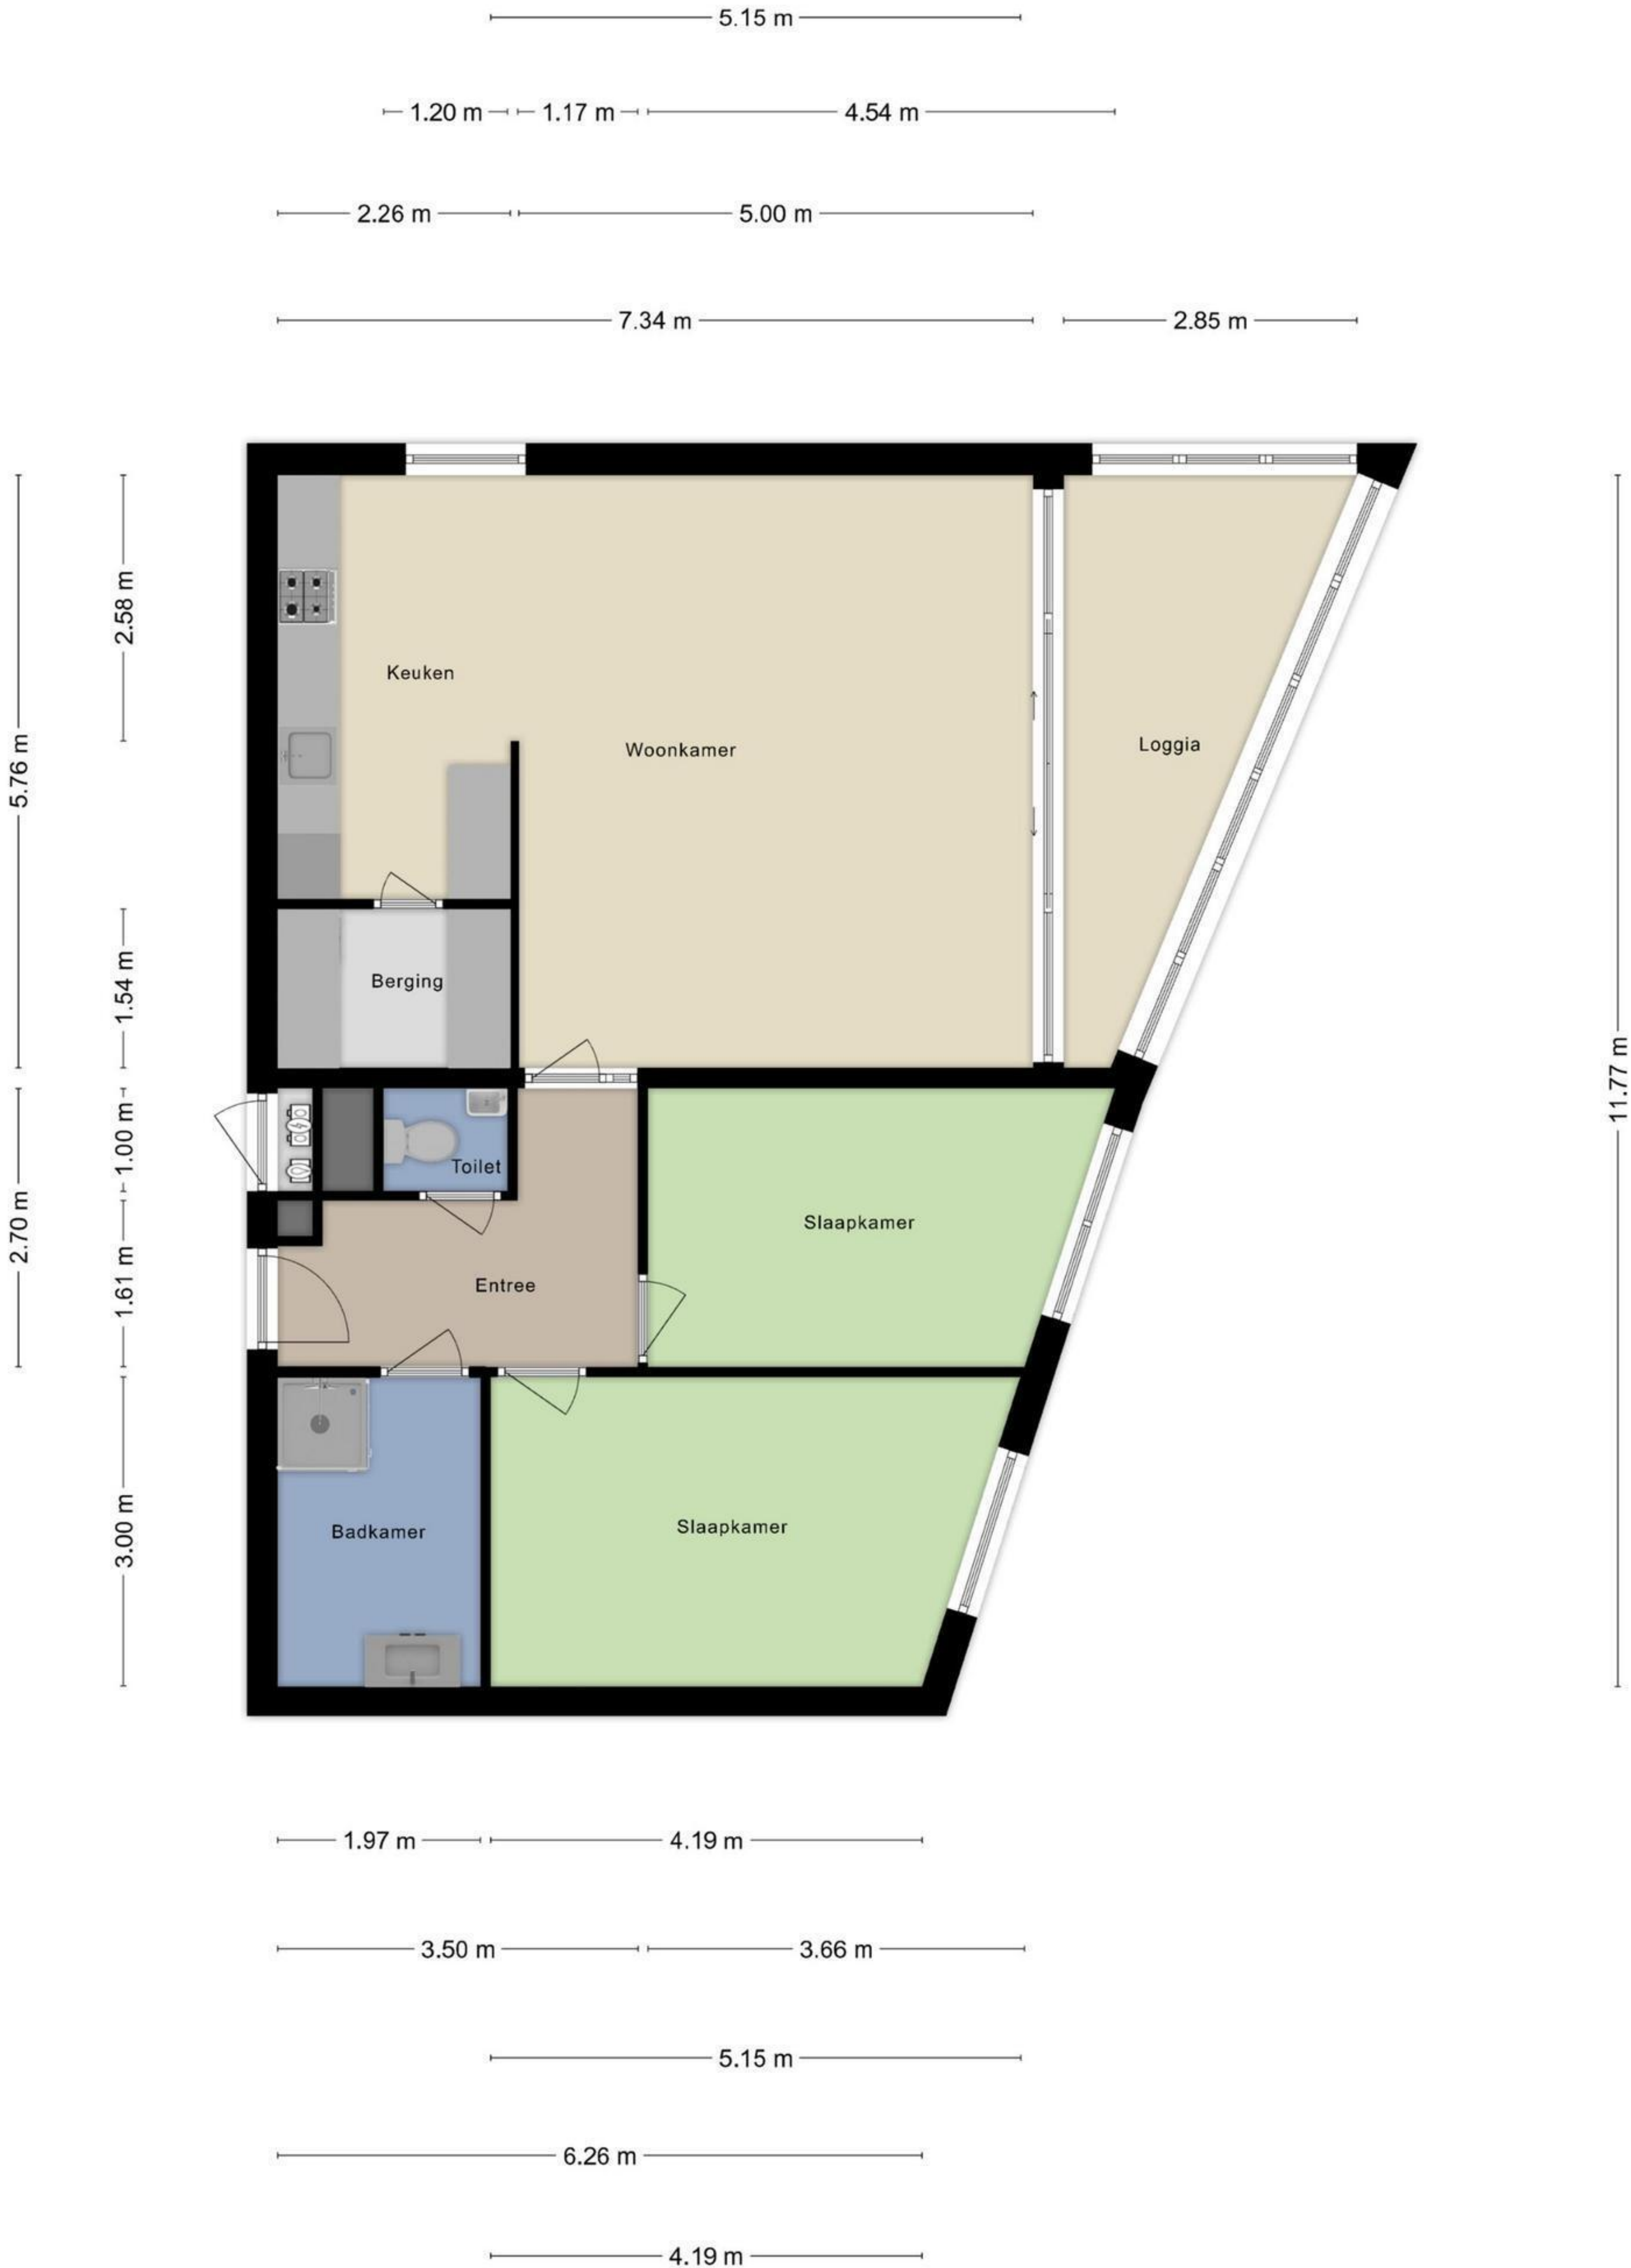 5.15 m
1.20 m
1.17 m
4.54 m
2.26 m
5.00 m
7.34 m
2.85 m
5.76 m
2.58 m
Keuken
Woonkamer
Loggia
1.54 m
Berging
11.77 m
2.70 m
1.00 m
Toilet
Slaapkamer
1.61 m
Entree
3.00 m
Badkamer
Slaapkamer
1.97 m
4.19 m
3.50 m
3.66 m
5.15 m
6.26 m
4.19 m